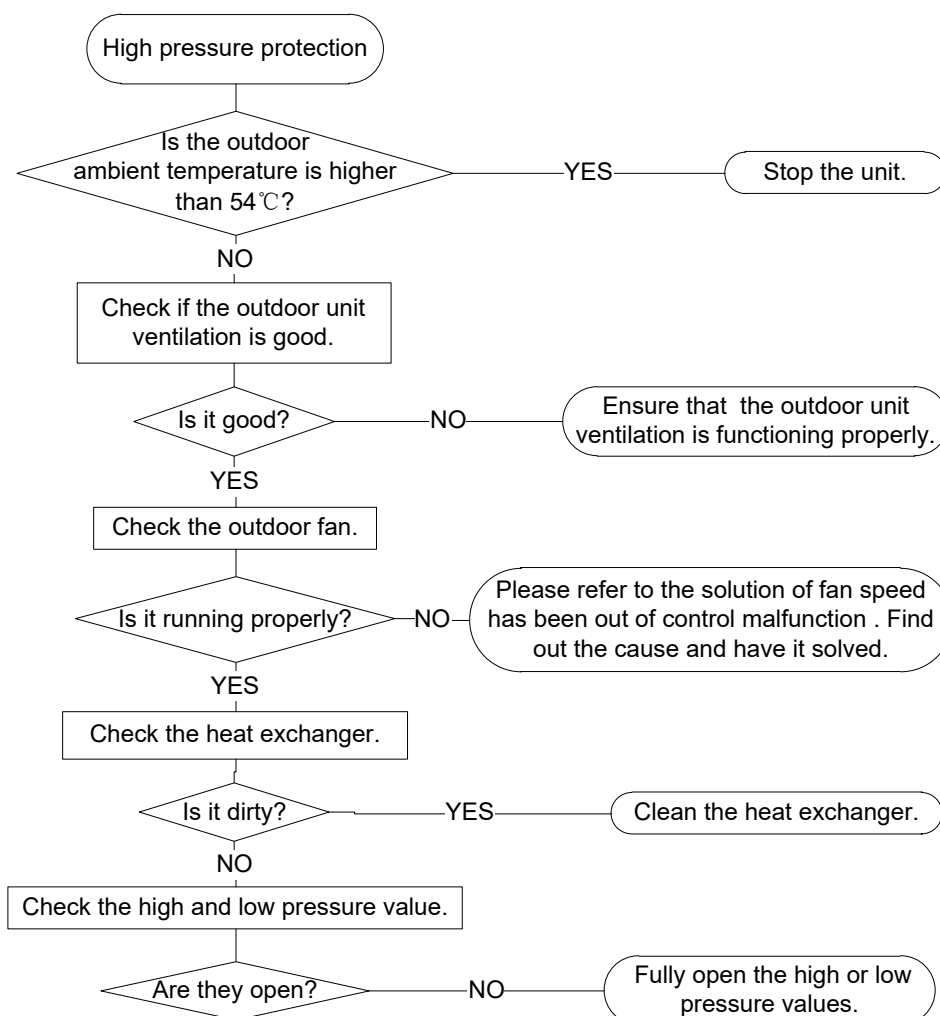 High pressure protection
Is the outdoor
ambient temperature is higher
than 54℃?
YES
Stop the unit.
NO
Check if the outdoor unit
ventilation is good.
Is it good?
NO
Ensure that the outdoor unit
ventilation is functioning properly.
YES
Check the outdoor fan.
Is it running properly?
NO
Please refer to the solution of fan speed
has been out of control malfunction . Find
out the cause and have it solved.
YES
Check the heat exchanger.
Is it dirty?
YES
Clean the heat exchanger.
NO
Check the high and low pressure value.
Are they open?
NO
Fully open the high or low
pressure values.